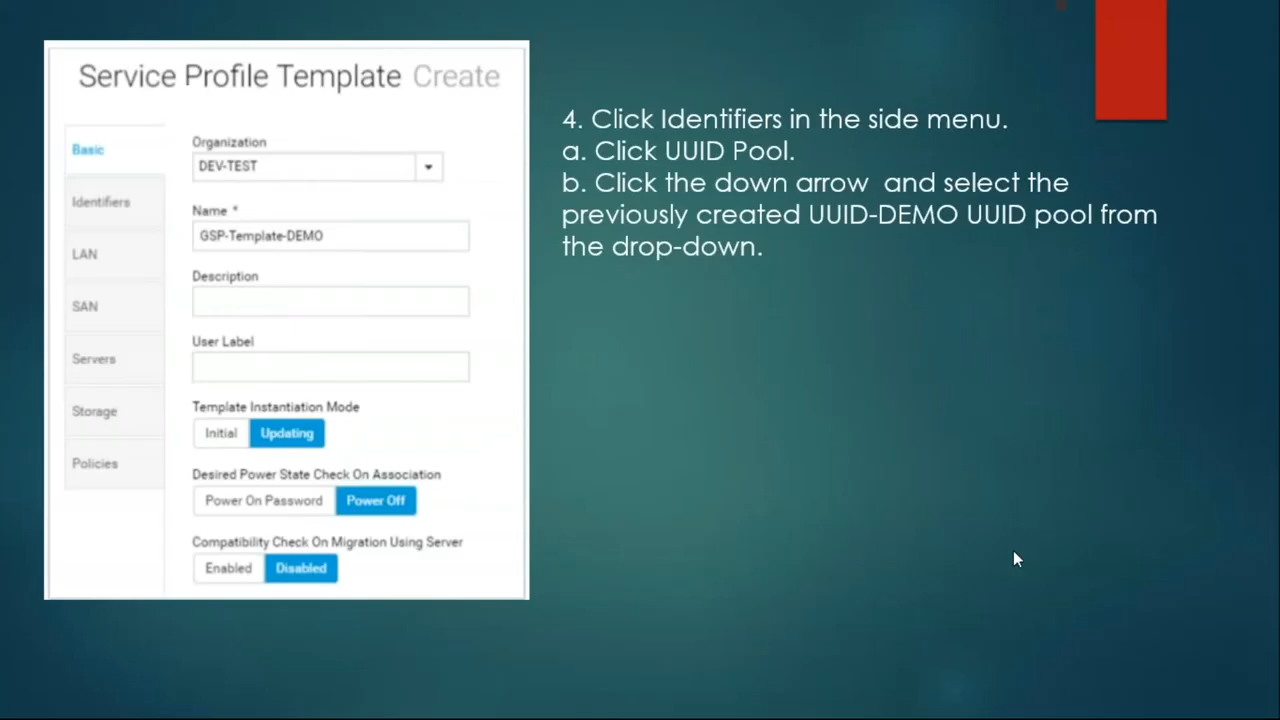 Service Profile Template Create
Basic
Identifiers
LAN
SAN
Servers
Storage
Policies
Organization
DEV-TEST
Name *
GSP-Template-DEMO
Description
User Label
Template Instantiation Mode
Initial Updating
Desired Power State Check On Association
Power On Password Power Off
Compatibility Check On Migration Using Server
Enabled Disabled
4. Click Identifiers in the side menu.
a. Click UUID Pool.
b. Click the down arrow and select the
previously created UUID-DEMO UUID pool from
the drop-down.